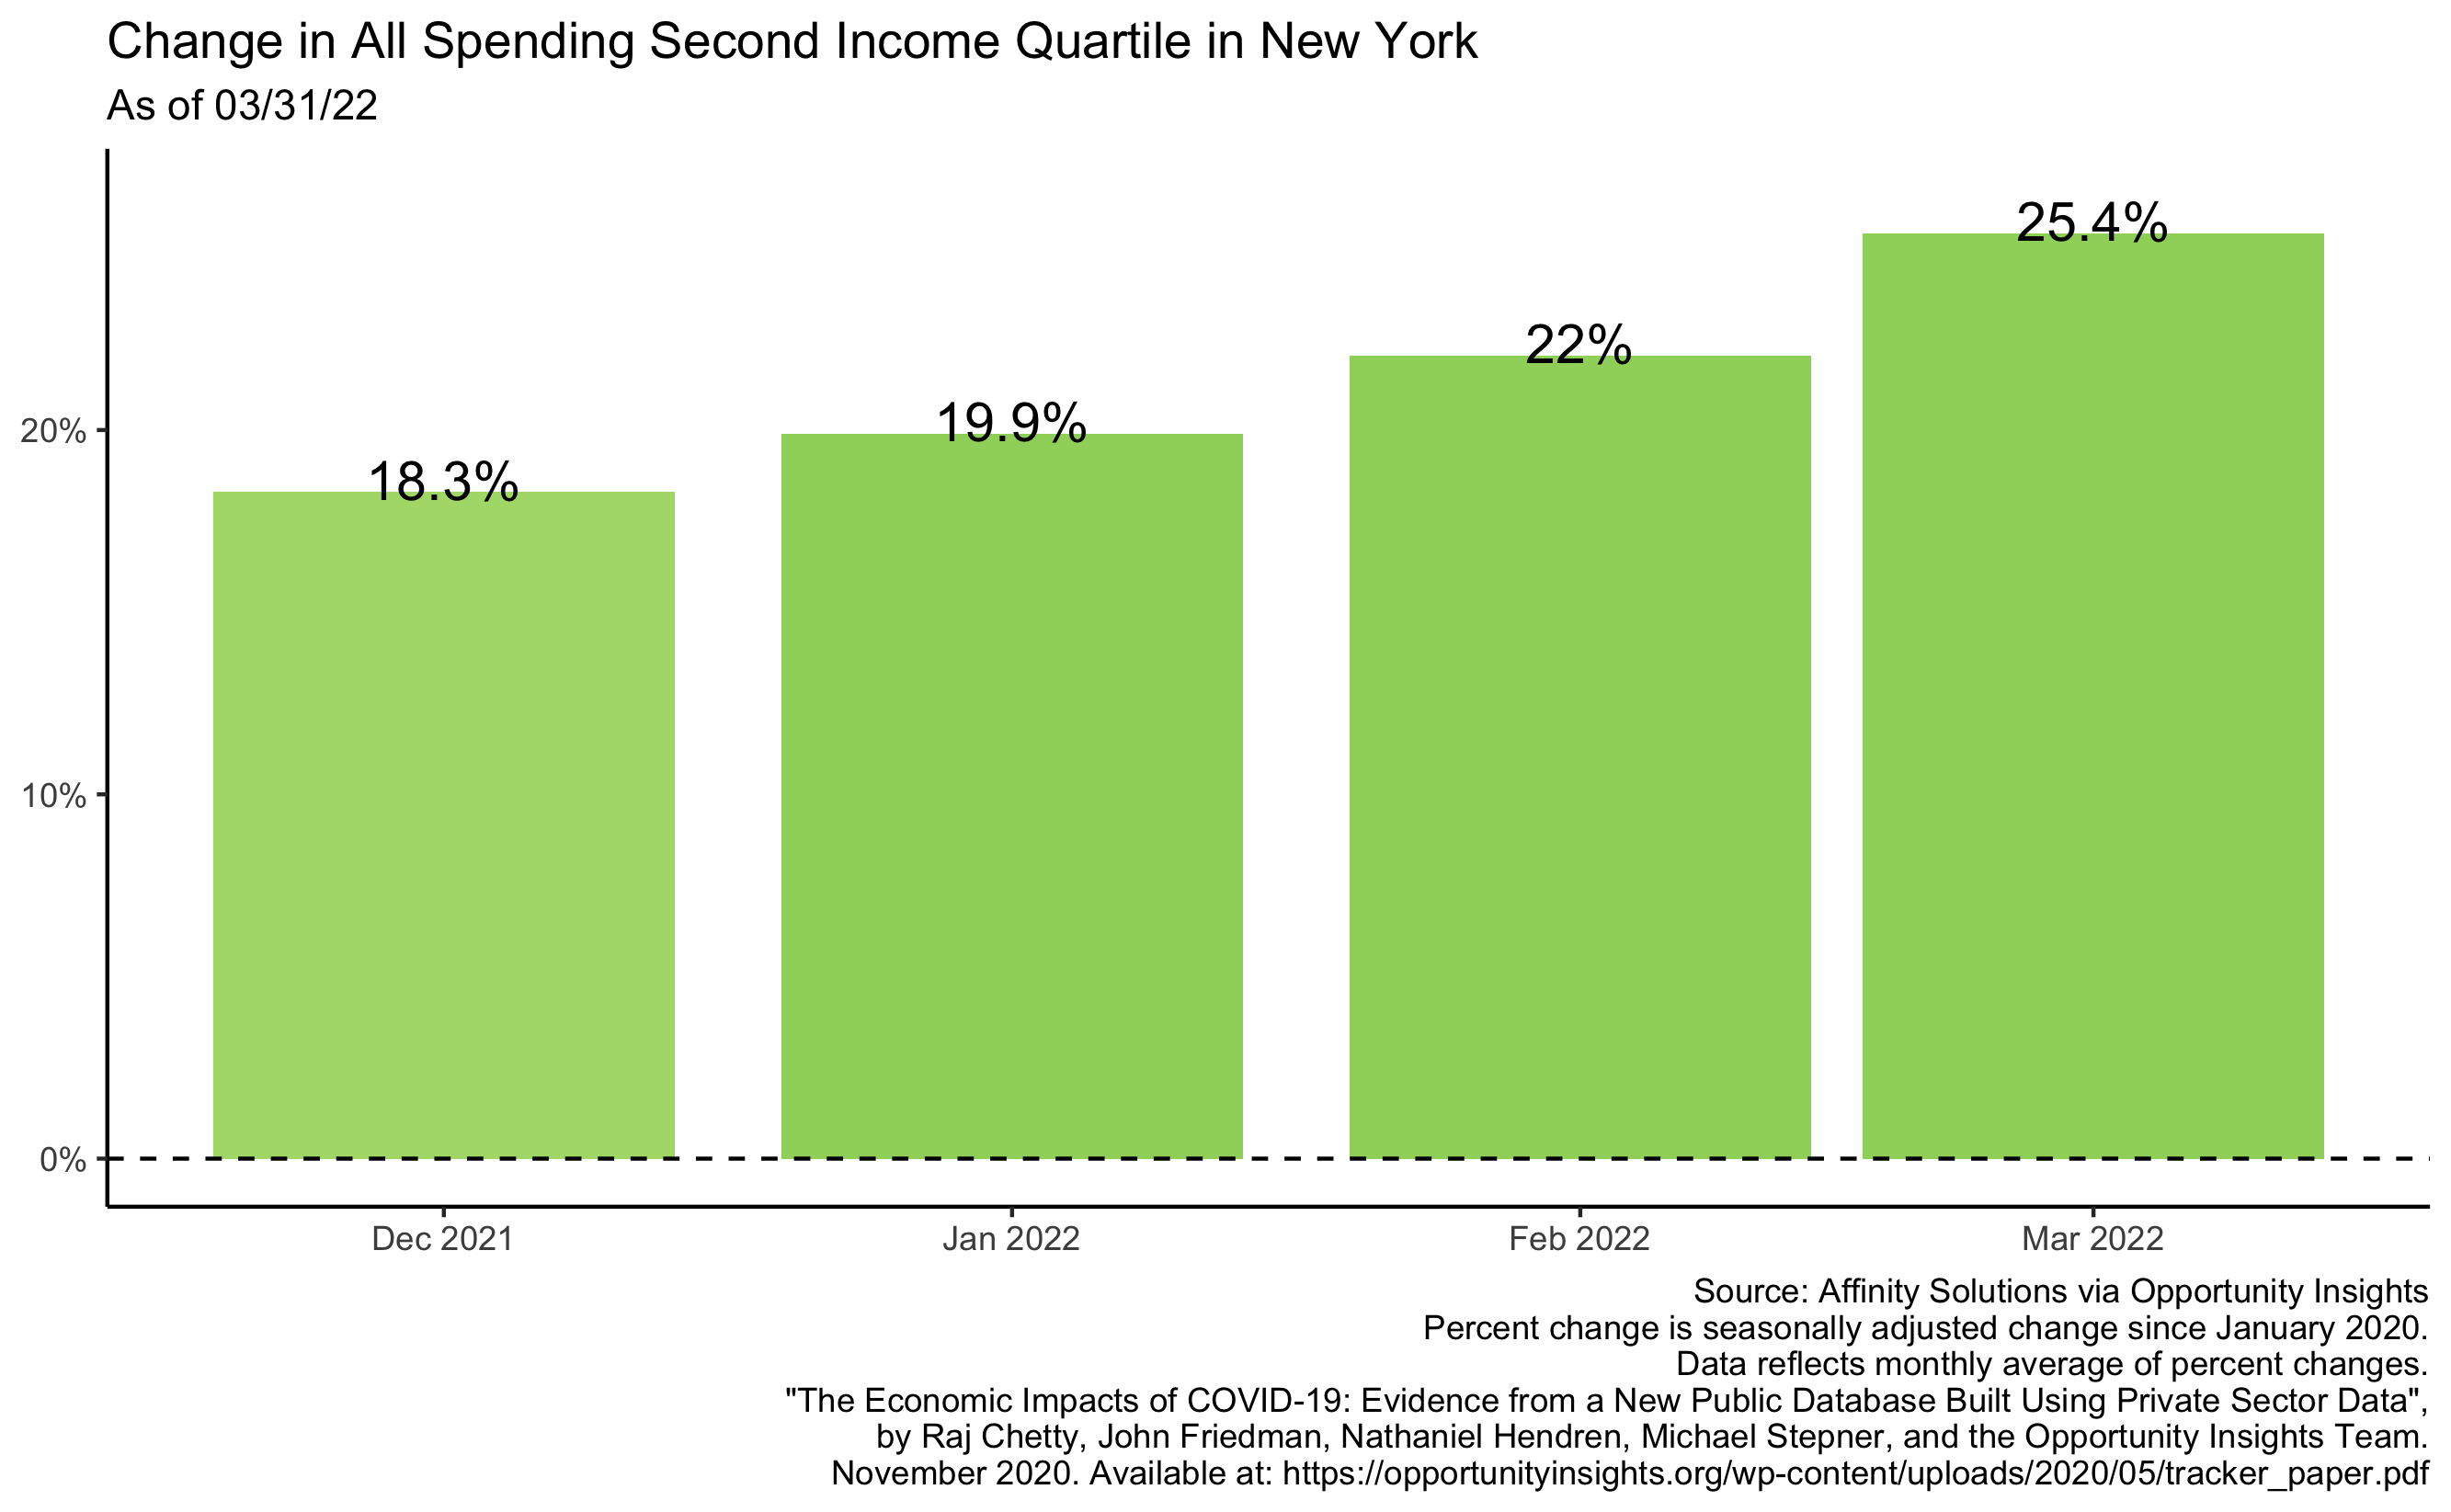 Change in All Spending Second Income Quartile in New York
As of 03/31/22
25.4%
22%
19.9%
18.3%
20%
10%
0%
Dec 2021
Jan 2022
Feb 2022
Mar 2022
Source: Affinity Solutions via Opportunity Insights
Percent change is seasonally adjusted change since January 2020.
Data reflects monthly average of percent changes.
"The Economic Impacts of COVID-19: Evidence from a New Public Database Built Using Private Sector Data",
by Raj Chetty, John Friedman, Nathaniel Hendren, Michael Stepner, and the Opportunity Insights Team.
November 2020. Available at: https://opportunityinsights.org/wp-content/uploads/2020/05/tracker_paper.pdf